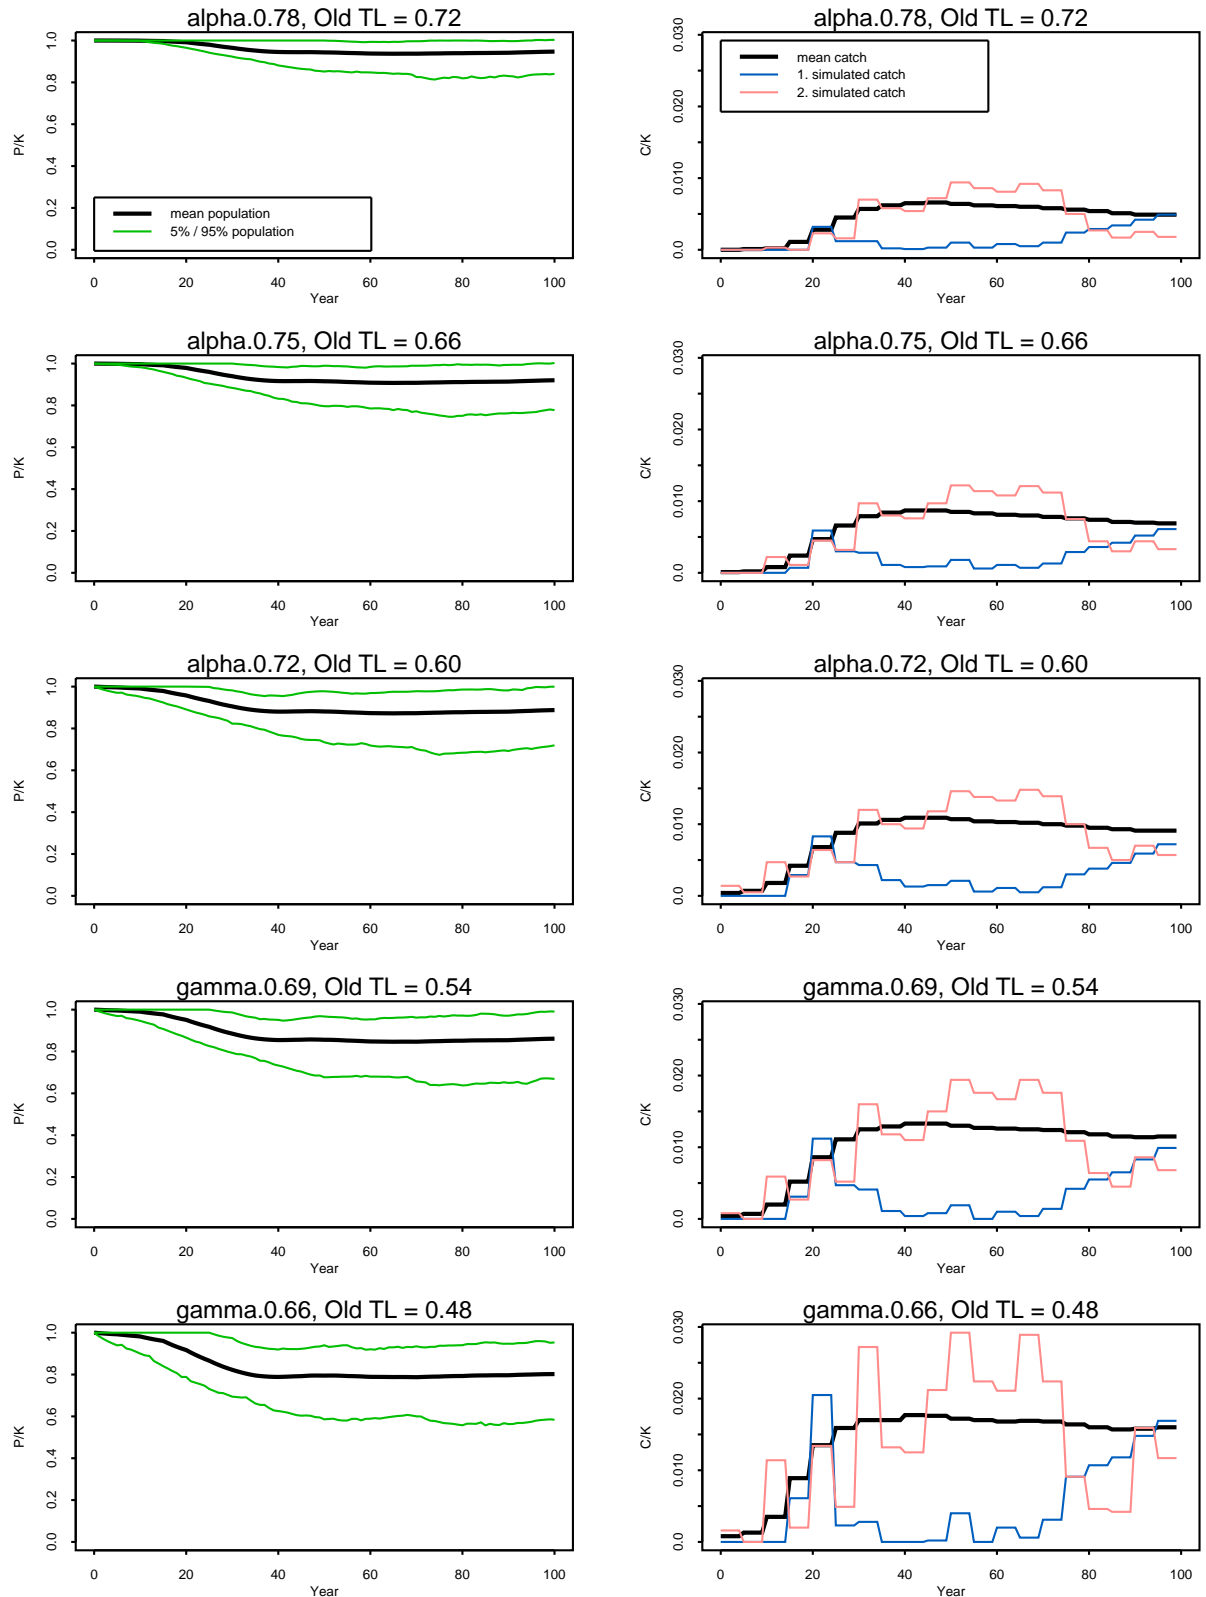 alpha.0.78, Old TL = 0.72
P/K
0.0 0.2 0.4 0.6 0.8 1.0
mean population
5% / 95% population
0 20 40 60 80 100
Year
alpha.0.78, Old TL = 0.72
C/K
0.0 0.010 0.020 0.030
mean catch
1. simulated catch
2. simulated catch
0 20 40 60 80 100
Year
alpha.0.75, Old TL = 0.66
P/K
0.0 0.2 0.4 0.6 0.8 1.0
0 20 40 60 80 100
Year
alpha.0.75, Old TL = 0.66
C/K
0.0 0.010 0.020 0.030
0 20 40 60 80 100
Year
alpha.0.72, Old TL = 0.60
P/K
0.0 0.2 0.4 0.6 0.8 1.0
0 20 40 60 80 100
Year
alpha.0.72, Old TL = 0.60
C/K
0.0 0.010 0.020 0.030
0 20 40 60 80 100
Year
gamma.0.69, Old TL = 0.54
P/K
0.0 0.2 0.4 0.6 0.8 1.0
0 20 40 60 80 100
Year
gamma.0.69, Old TL = 0.54
C/K
0.0 0.010 0.020 0.030
0 20 40 60 80 100
Year
gamma.0.66, Old TL = 0.48
P/K
0.0 0.2 0.4 0.6 0.8 1.0
0 20 40 60 80 100
Year
gamma.0.66, Old TL = 0.48
C/K
0.0 0.010 0.020 0.030
0 20 40 60 80 100
Year